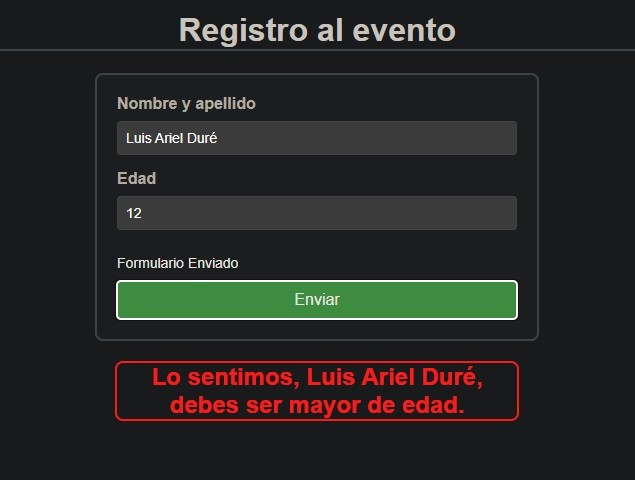 Registro al evento
Nombre y apellido
Luis Ariel Duré
Edad
12
Formulario Enviado
Enviar
Lo sentimos, Luis Ariel Duré,
debes ser mayor de edad.